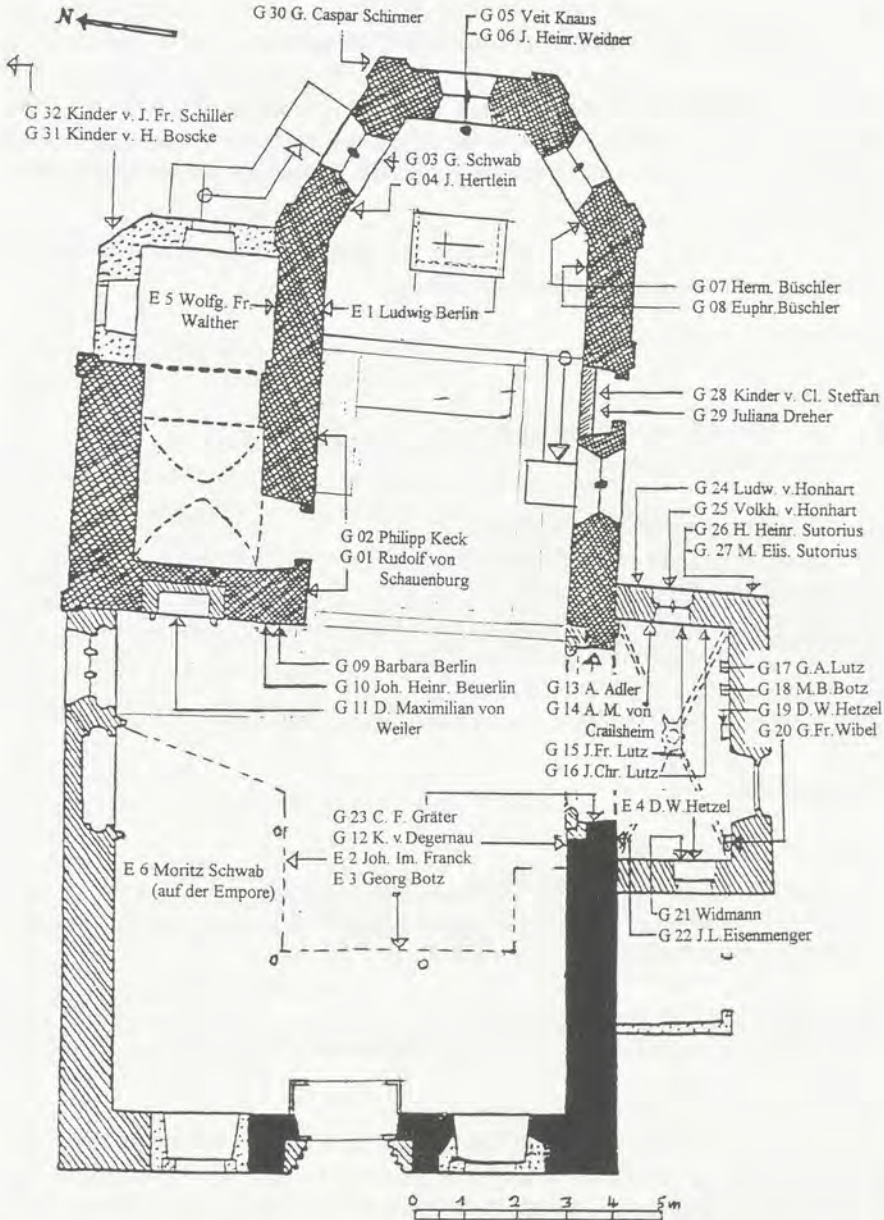 N
G 30 G. Caspar Schirmer
G 05 Veit Knaus
G 06 J. Heinr. Weidner
G 32 Kinder v. J. Fr. Schiller
G 31 Kinder v. H. Boscke
G 03 G. Schwab
G 04 J. Hertlein
G 07 Herm. Büschler
G 08 Euphr. Büschler
E 5 Wolfg. Fr.
Walther
E 1 Ludwig Berlin
G 28 Kinder v. Cl. Steffan
G 29 Juliana Dreher
G 24 Ludw. v. Honhart
G 25 Volkh. v. Honhart
G 26 H. Heinr. Sutorius
G. 27 M. Elis. Sutorius
G 02 Philipp Keck
G 01 Rudolf von
Schauenburg
G 09 Barbara Berlin
G 10 Joh. Heinr. Beuerlin
G 11 D. Maximilian von
Weiler
G 13 A. Adler
G 14 A. M. von
Crailsheim
G 15 J.Fr. Lutz
G 16 J.Chr. Lutz
G 17 G.A. Lutz
G 18 M.B. Botz
G 19 D.W. Hetzel
G 20 G.Fr. Wibel
E 4 D.W.Hetzel
G 23 C. F. Gräter
G 12 K. v. Degernau
E 2 Joh. Im. Franck
E 3 Georg Botz
E 6 Moritz Schwab
(auf der Empore)
G 21 Widmann
G 22 J.L.Eisenmenger
0 1 2 3 4 5 m